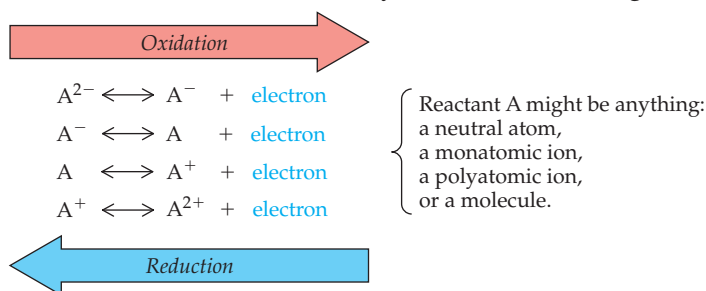 Oxidation
A²⁻ ⟷ A⁻ + electron
A⁻ ⟷ A + electron
A ⟷ A⁺ + electron
A⁺ ⟷ A²⁺ + electron
Reactant A might be anything:
a neutral atom,
a monatomic ion,
a polyatomic ion,
or a molecule.
Reduction